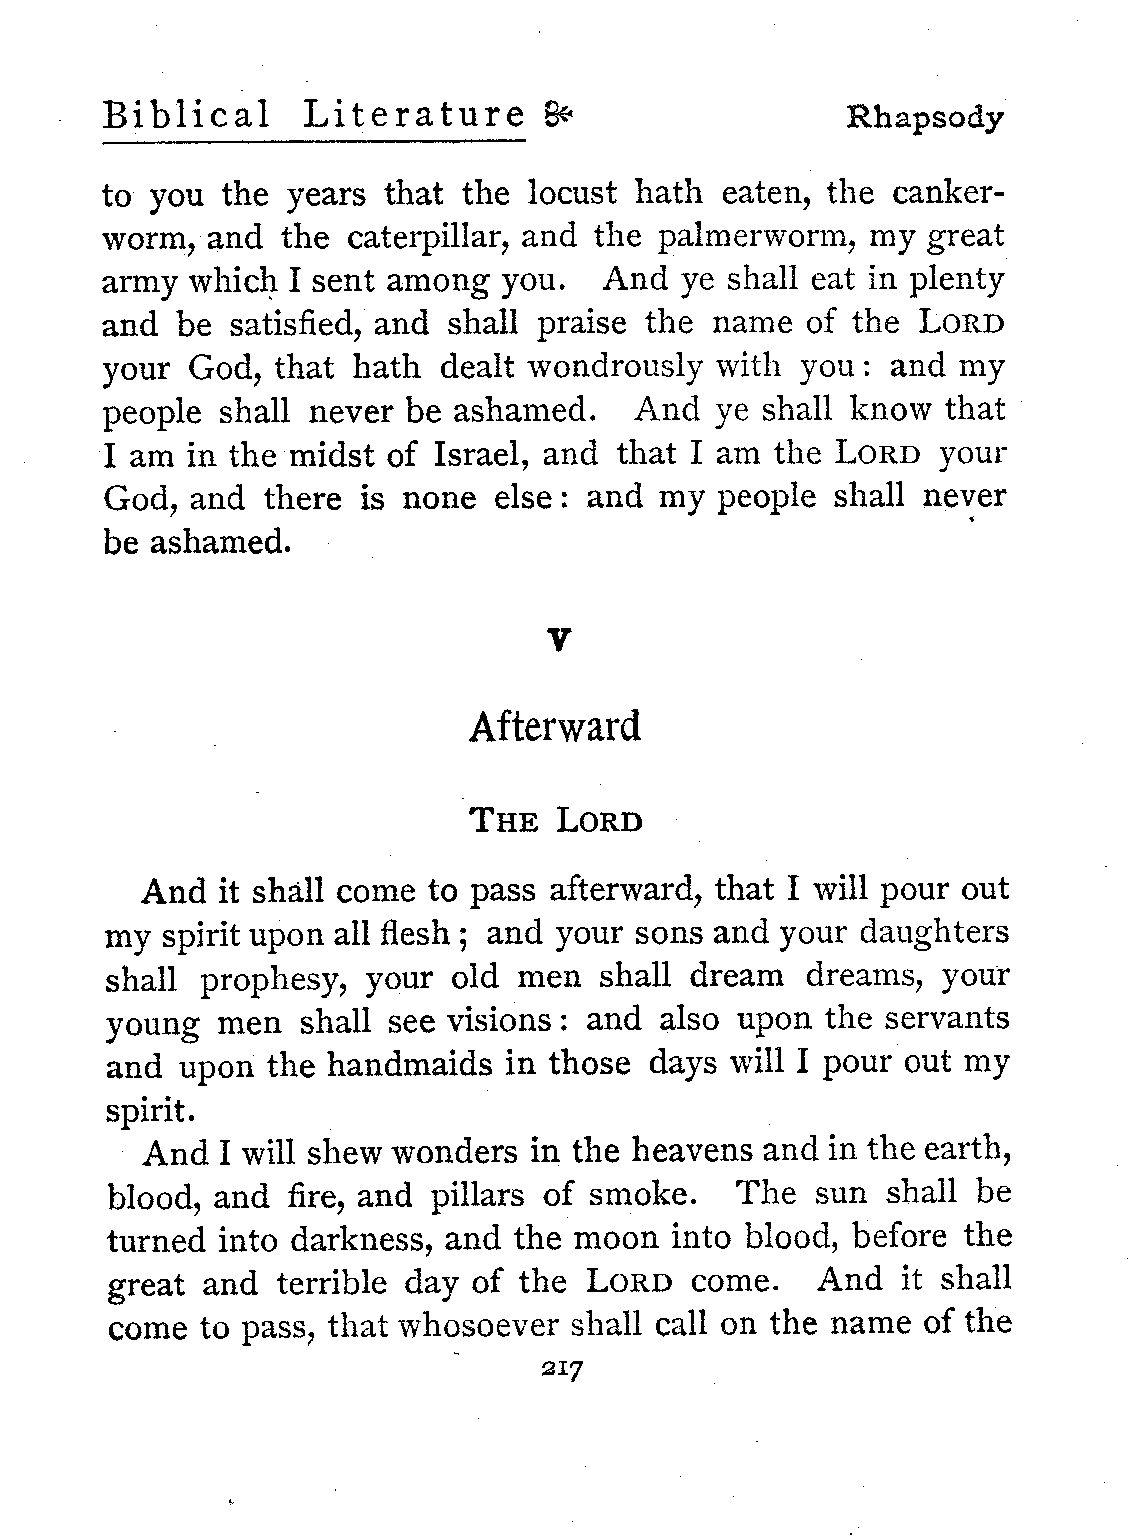 Biblical Literature ❧ Rhapsody
to you the years that the locust hath eaten, the canker-
worm, and the caterpillar, and the palmerworm, my great
army which I sent among you. And ye shall eat in plenty
and be satisfied, and shall praise the name of the LORD
your God, that hath dealt wondrously with you: and my
people shall never be ashamed. And ye shall know that
I am in the midst of Israel, and that I am the LORD your
God, and there is none else: and my people shall never
be ashamed.
V
Afterward
THE LORD
And it shall come to pass afterward, that I will pour out
my spirit upon all flesh; and your sons and your daughters
shall prophesy, your old men shall dream dreams, your
young men shall see visions: and also upon the servants
and upon the handmaids in those days will I pour out my
spirit.
And I will shew wonders in the heavens and in the earth,
blood, and fire, and pillars of smoke. The sun shall be
turned into darkness, and the moon into blood, before the
great and terrible day of the LORD come. And it shall
come to pass, that whosoever shall call on the name of the
217